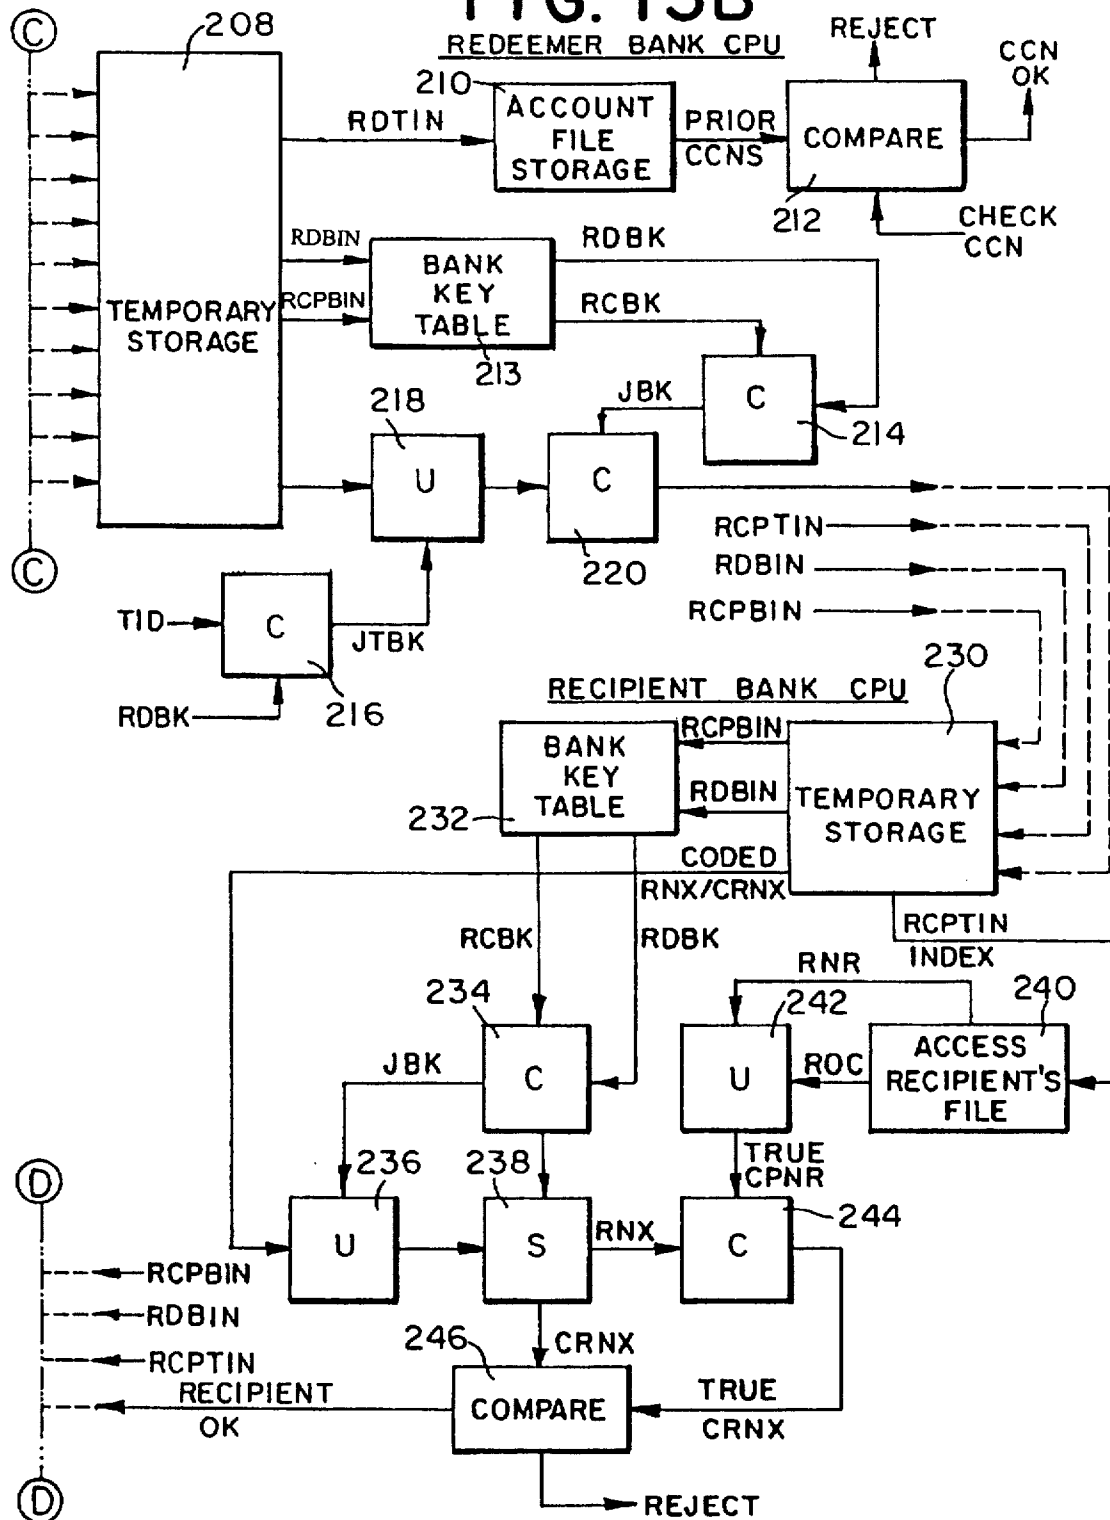 FIG. 13B
REDEEMER BANK CPU
C
208
REJECT
CCN
OK
210
ACCOUNT
FILE
STORAGE
RDTIN
PRIOR
CCNS
COMPARE
212
CHECK
CCN
RDBIN
RCPBIN
BANK
KEY
TABLE
213
RDBK
RCBK
TEMPORARY
STORAGE
JBK
C
214
218
U
C
220
C
TID
C
JTBK
RDBK
216
RCPTIN
RDBIN
RCPBIN
RECIPIENT BANK CPU
230
BANK
KEY
TABLE
232
RCPBIN
RDBIN
TEMPORARY
STORAGE
CODED
RNX/CRNX
RCPTIN
INDEX
RCBK
RDBK
RNR
234
242
240
JBK
C
U
ROC
ACCESS
RECIPIENT'S
FILE
TRUE
CPNR
D
236
238
244
U
S
RNX
C
RCPBIN
RDBIN
RCPTIN
RECIPIENT
OK
246
CRNX
COMPARE
TRUE
CRNX
D
REJECT